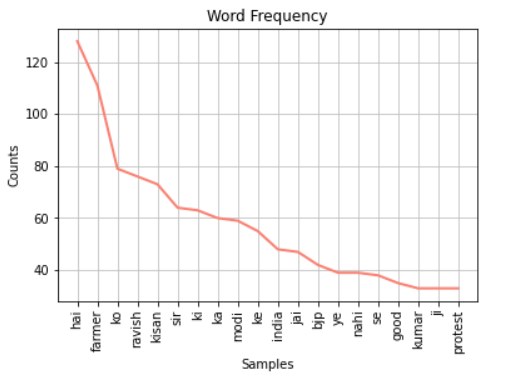 Word Frequency
120
100
80
60
40
Counts
hai
farmer
ko
ravish
kisan
sir
ki
ka
modi
ke
india
jai
bjp
ye
nahi
se
good
kumar
ji
protest
Samples